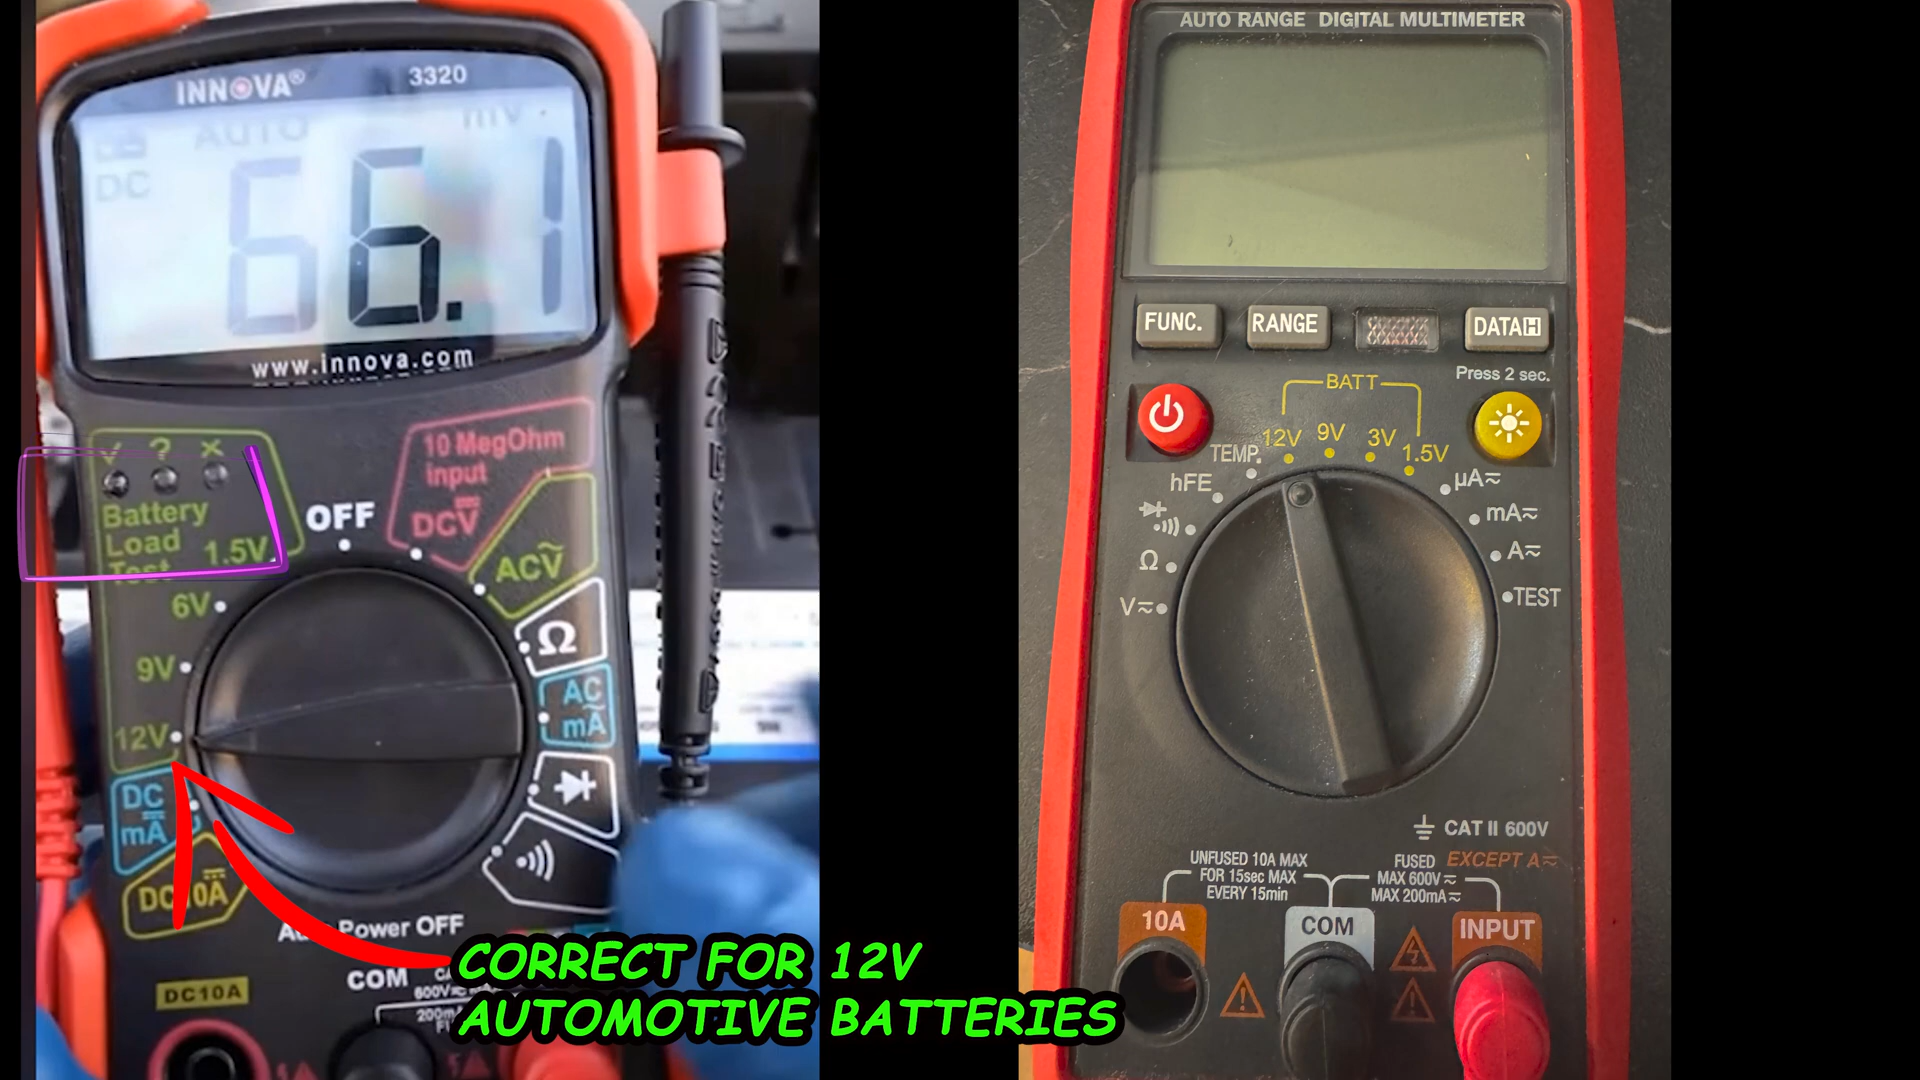 INNOVA® 3320
AUTO mV
DC
66.1
www.innova.com
✓ ? ×
Battery
Load
Test 1.5V
6V
9V
12V
DC
mA
DC10A
OFF
10 MegOhm
input
DCV
ACV
Ω
AC
mA
Power OFF
COM
600V
DC10A
CORRECT FOR 12V
AUTOMOTIVE BATTERIES
AUTO RANGE DIGITAL MULTIMETER
FUNC. RANGE DATA H
Press 2 sec.
BATT
12V 9V 3V 1.5V
TEMP.
hFE
Ω
V≂
µA≂
mA≂
A≂
TEST
CAT II 600V
UNFUSED 10A MAX
FOR 15sec MAX
EVERY 15min
FUSED EXCEPT A≂
MAX 600V≂
MAX 200mA≂
10A COM INPUT